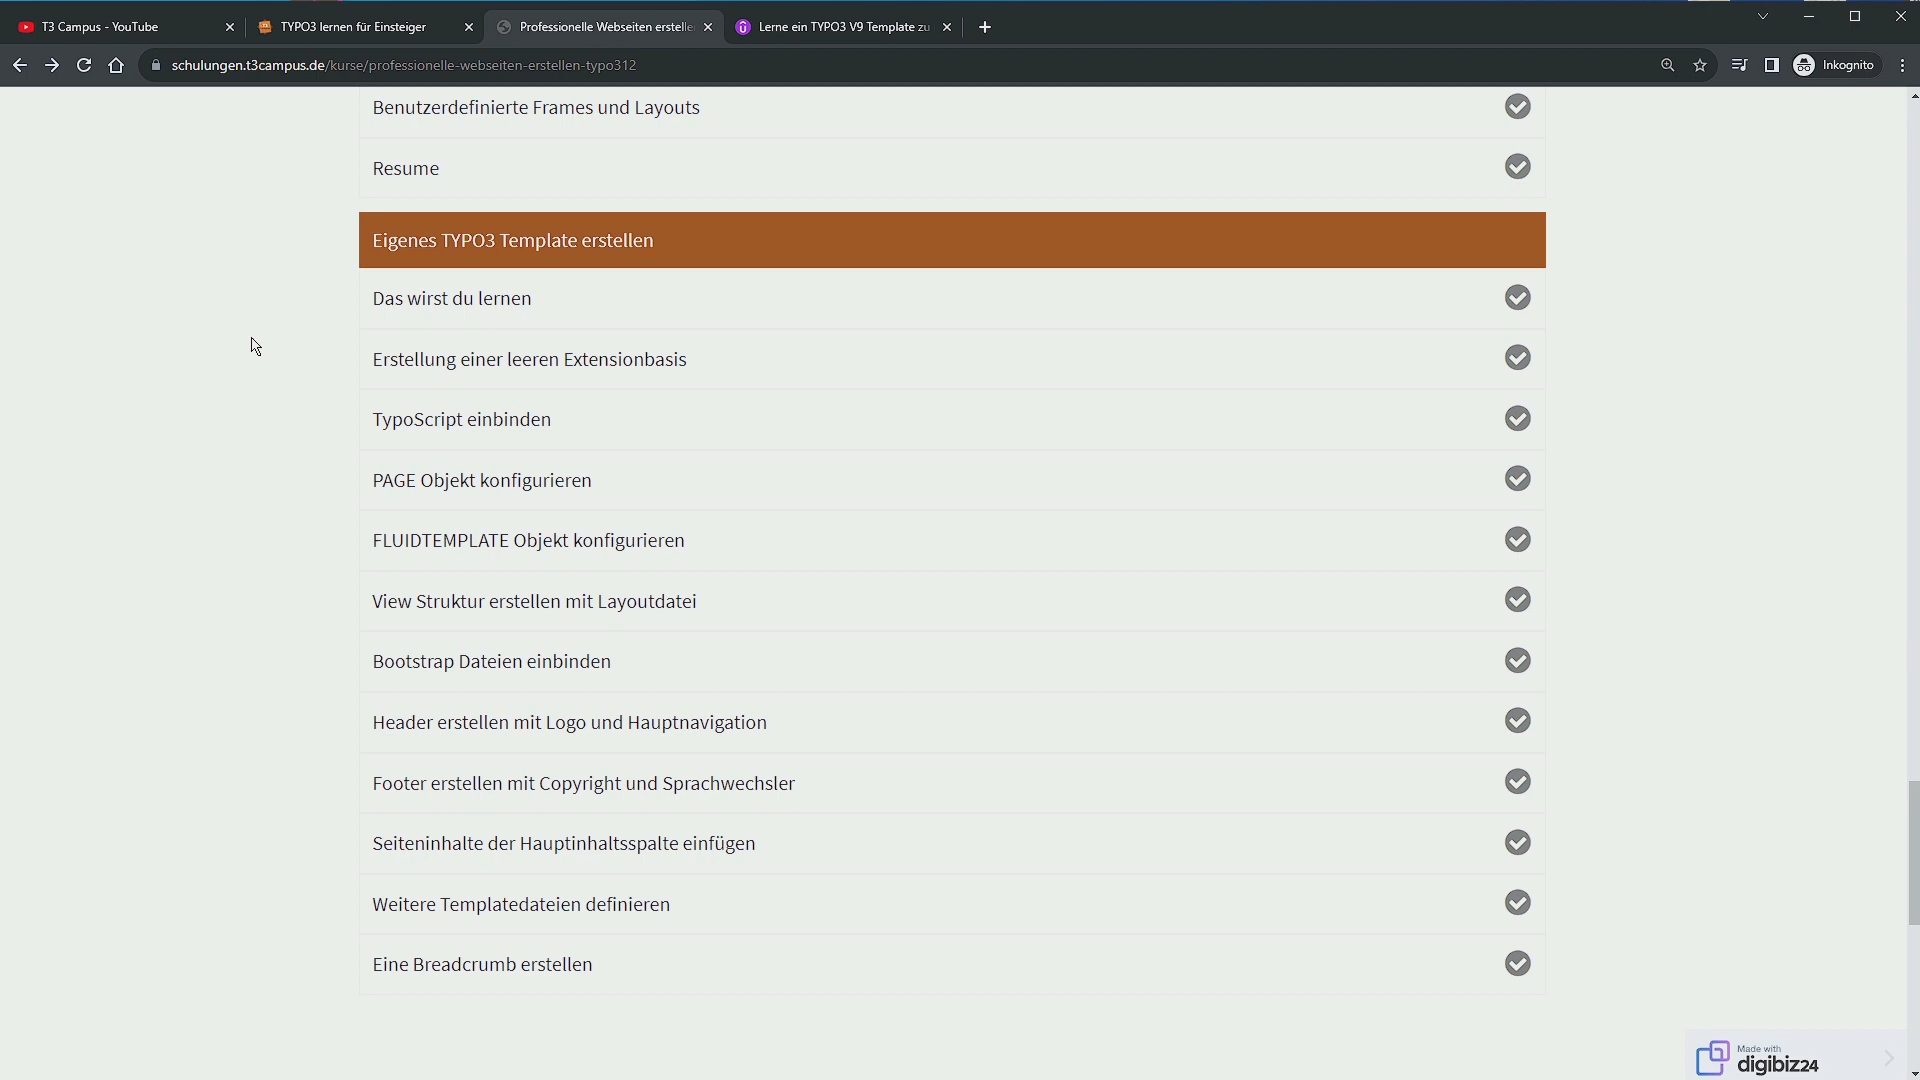 T3 Campus - YouTube
TYPO3 lernen für Einsteiger
Professionelle Webseiten erstelle
Lerne ein TYPO3 V9 Template zu
schulungen.t3campus.de/kurse/professionelle-webseiten-erstellen-typo312
Inkognito
Benutzerdefinierte Frames und Layouts
Resume
Eigenes TYPO3 Template erstellen
Das wirst du lernen
Erstellung einer leeren Extensionbasis
TypoScript einbinden
PAGE Objekt konfigurieren
FLUIDTEMPLATE Objekt konfigurieren
View Struktur erstellen mit Layoutdatei
Bootstrap Dateien einbinden
Header erstellen mit Logo und Hauptnavigation
Footer erstellen mit Copyright und Sprachwechsler
Seiteninhalte der Hauptinhaltsspalte einfügen
Weitere Templatedateien definieren
Eine Breadcrumb erstellen
Made with
digibiz24